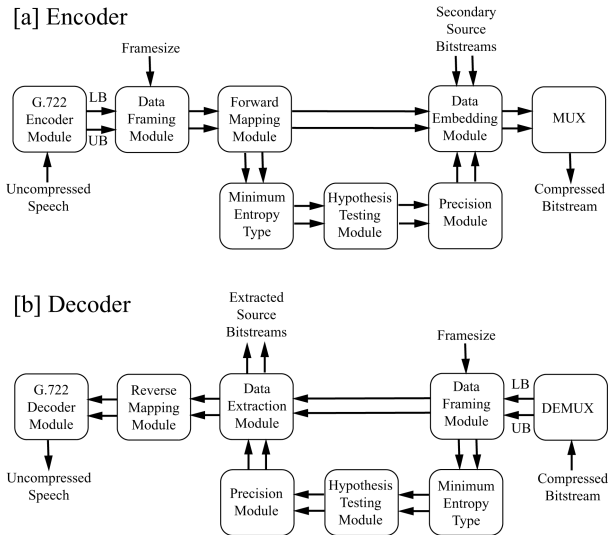 [a] Encoder
Secondary
Source
Bitstreams
Framesize
G.722
Encoder
Module
LB
UB
Data
Framing
Module
Forward
Mapping
Module
Data
Embedding
Module
MUX
Uncompressed
Speech
Minimum
Entropy
Type
Hypothesis
Testing
Module
Precision
Module
Compressed
Bitstream
[b] Decoder
Extracted
Source
Bitstreams
Framesize
G.722
Decoder
Module
Reverse
Mapping
Module
Data
Extraction
Module
Data
Framing
Module
LB
UB
DEMUX
Uncompressed
Speech
Precision
Module
Hypothesis
Testing
Module
Minimum
Entropy
Type
Compressed
Bitstream